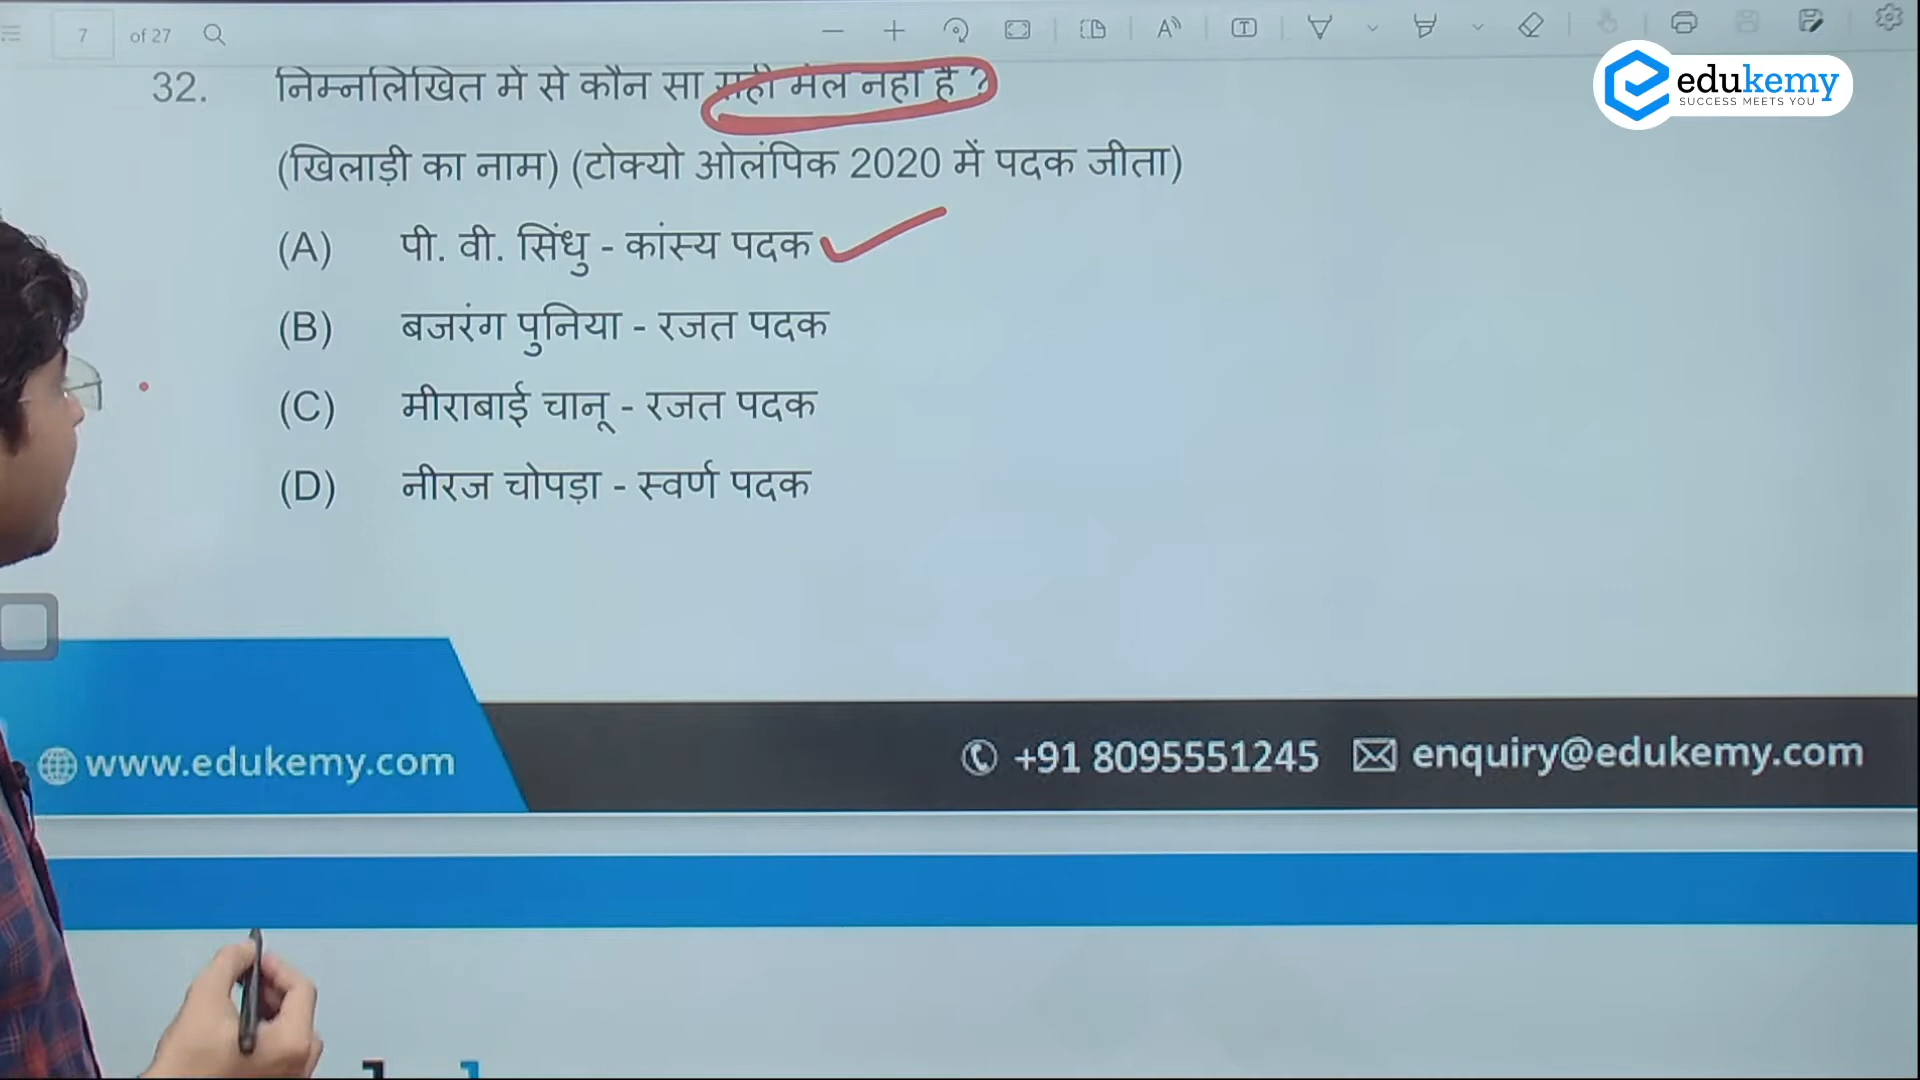 7 of 27
edukemy
SUCCESS MEETS YOU
32. निम्नलिखित में से कौन सा सही मेल नहीं है ?
(खिलाड़ी का नाम) (टोक्यो ओलंपिक 2020 में पदक जीता)
(A) पी. वी. सिंधु - कांस्य पदक
(B) बजरंग पुनिया - रजत पदक
(C) मीराबाई चानू - रजत पदक
(D) नीरज चोपड़ा - स्वर्ण पदक
www.edukemy.com +91 8095551245 enquiry@edukemy.com